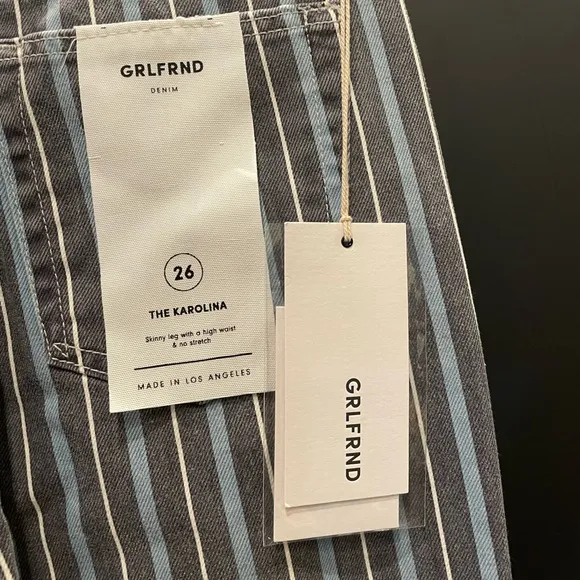 GRLFRND
DENIM
26
THE KAROLINA
Skinny leg with a high waist
& no stretch
MADE IN LOS ANGELES
GRLFRND